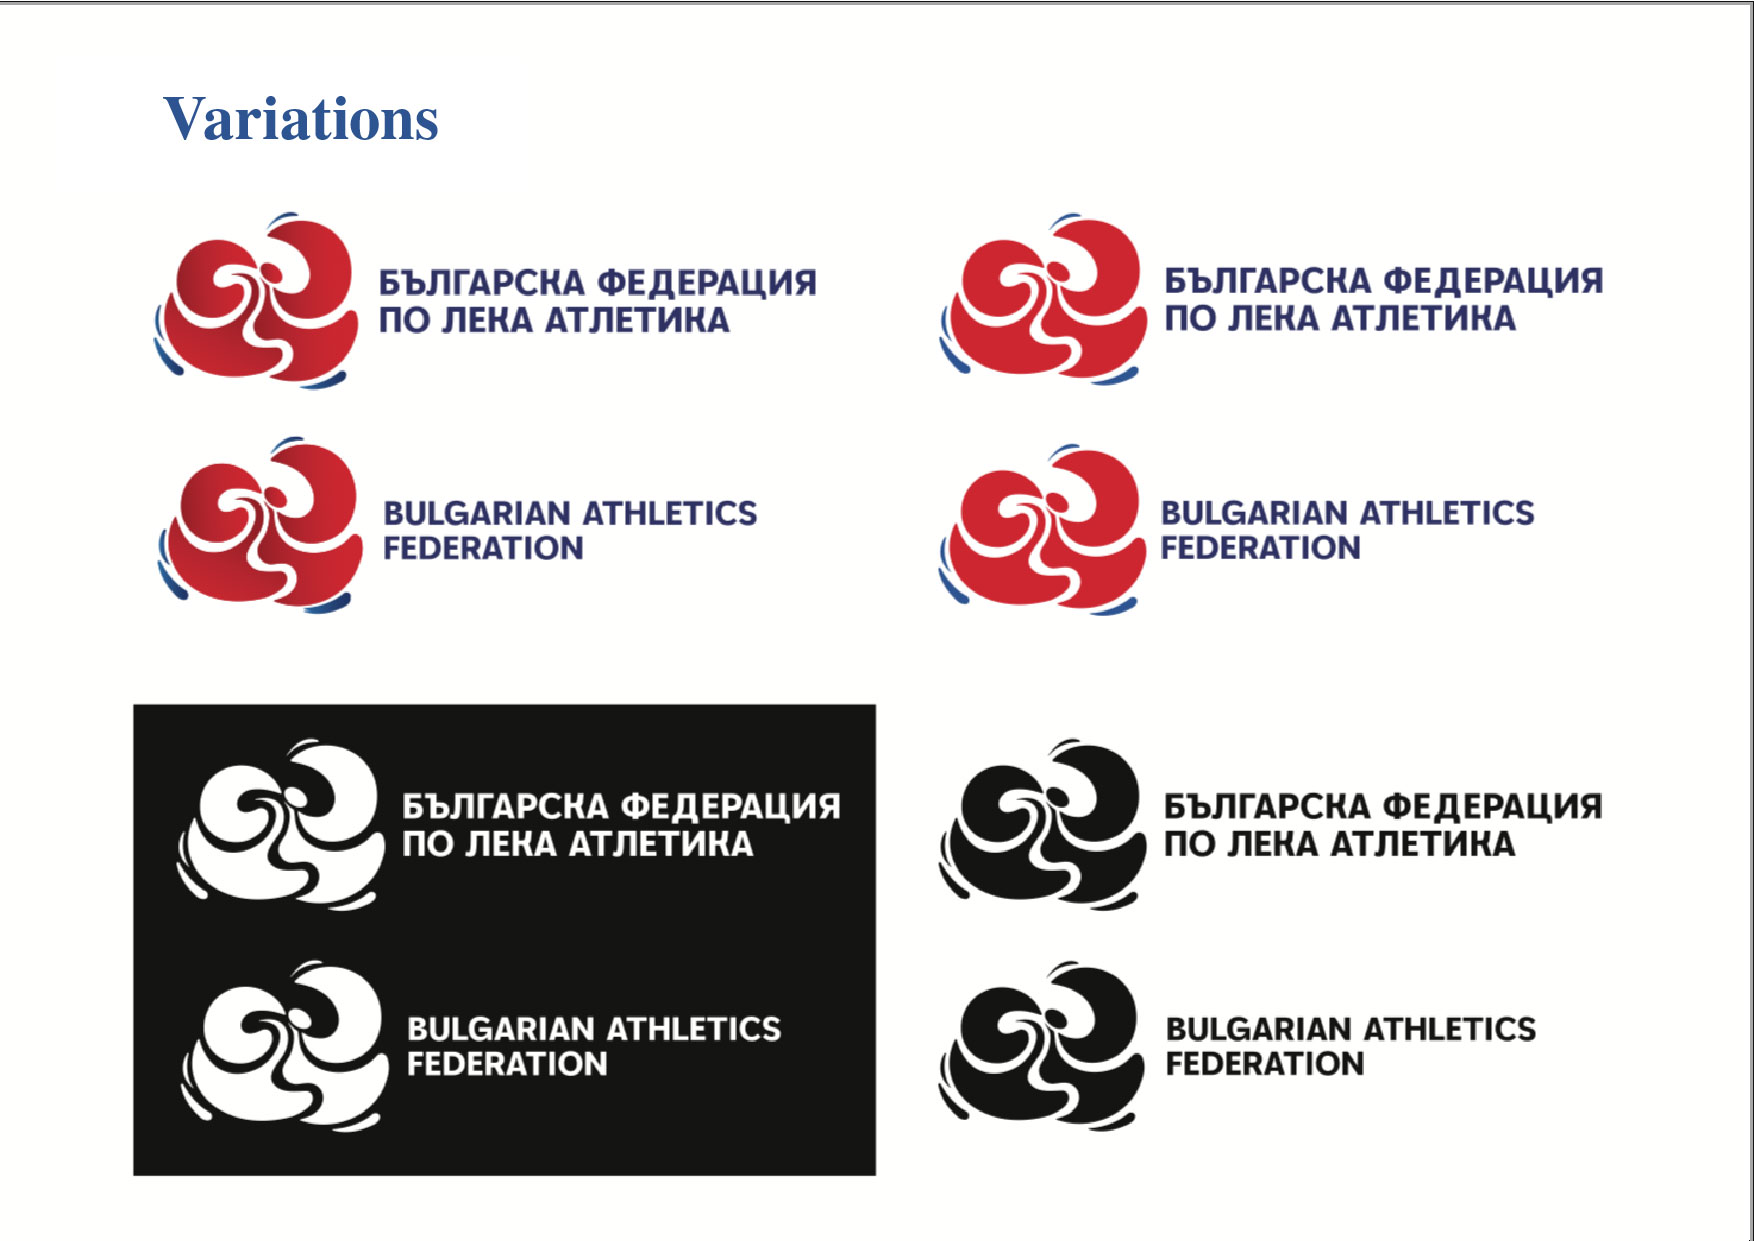 Variations
БЪЛГАРСКА ФЕДЕРАЦИЯ
ПО ЛЕКА АТЛЕТИКА
БЪЛГАРСКА ФЕДЕРАЦИЯ
ПО ЛЕКА АТЛЕТИКА
BULGARIAN ATHLETICS
FEDERATION
BULGARIAN ATHLETICS
FEDERATION
БЪЛГАРСКА ФЕДЕРАЦИЯ
ПО ЛЕКА АТЛЕТИКА
БЪЛГАРСКА ФЕДЕРАЦИЯ
ПО ЛЕКА АТЛЕТИКА
BULGARIAN ATHLETICS
FEDERATION
BULGARIAN ATHLETICS
FEDERATION